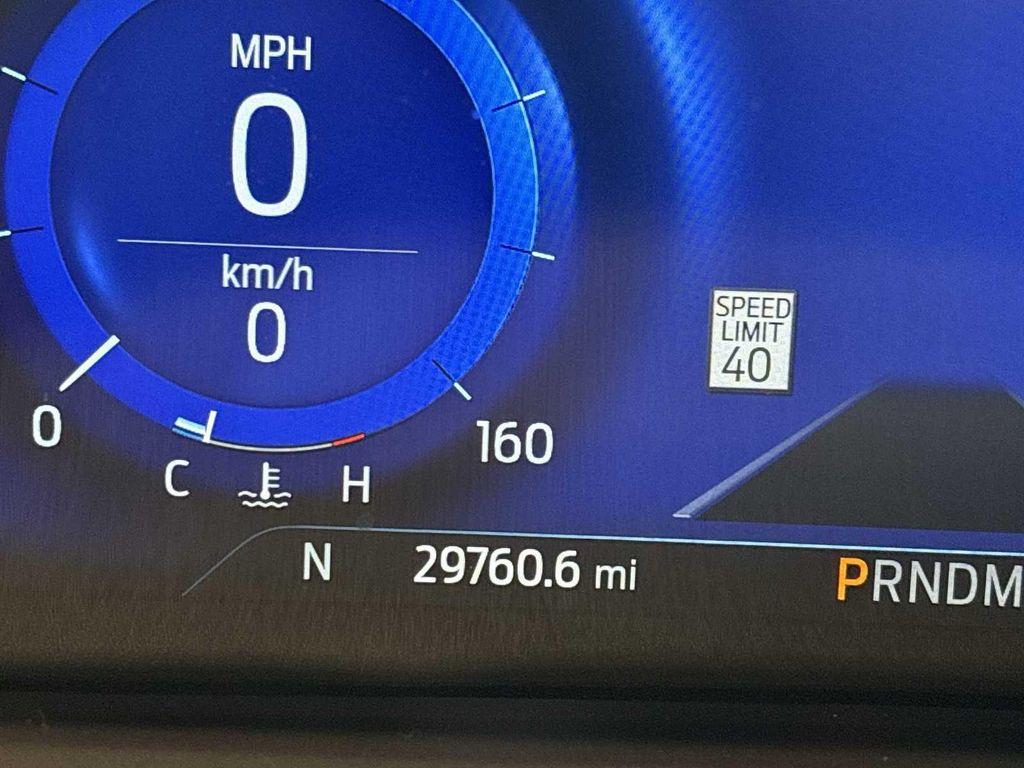 MPH
0
km/h
0
SPEED
LIMIT
40
0
160
C
H
N
29760.6 mi
PRNDM